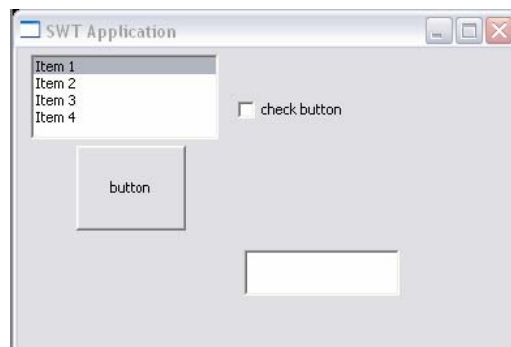 SWT Application
Item 1
Item 2
Item 3
Item 4
check button
button